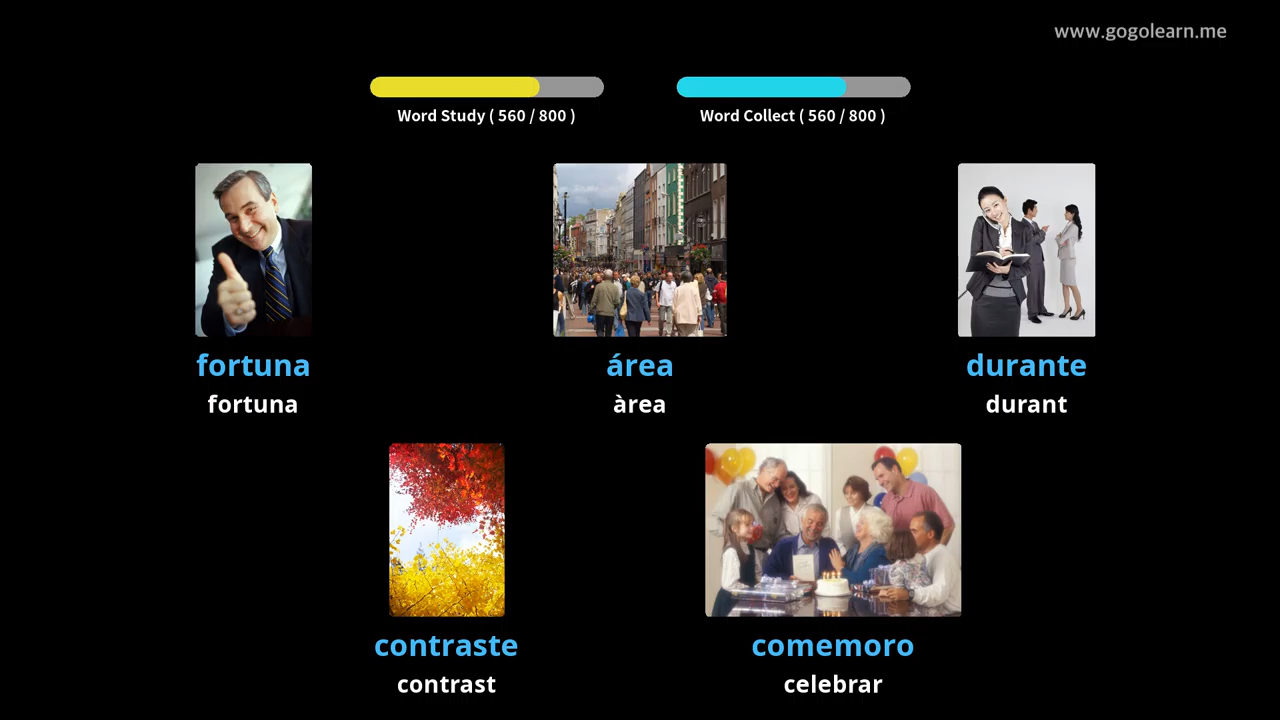 www.gogolearn.me
Word Study ( 560 / 800 )
Word Collect ( 560 / 800 )
fortuna
fortuna
área
àrea
durante
durant
contraste
contrast
comemoro
celebrar